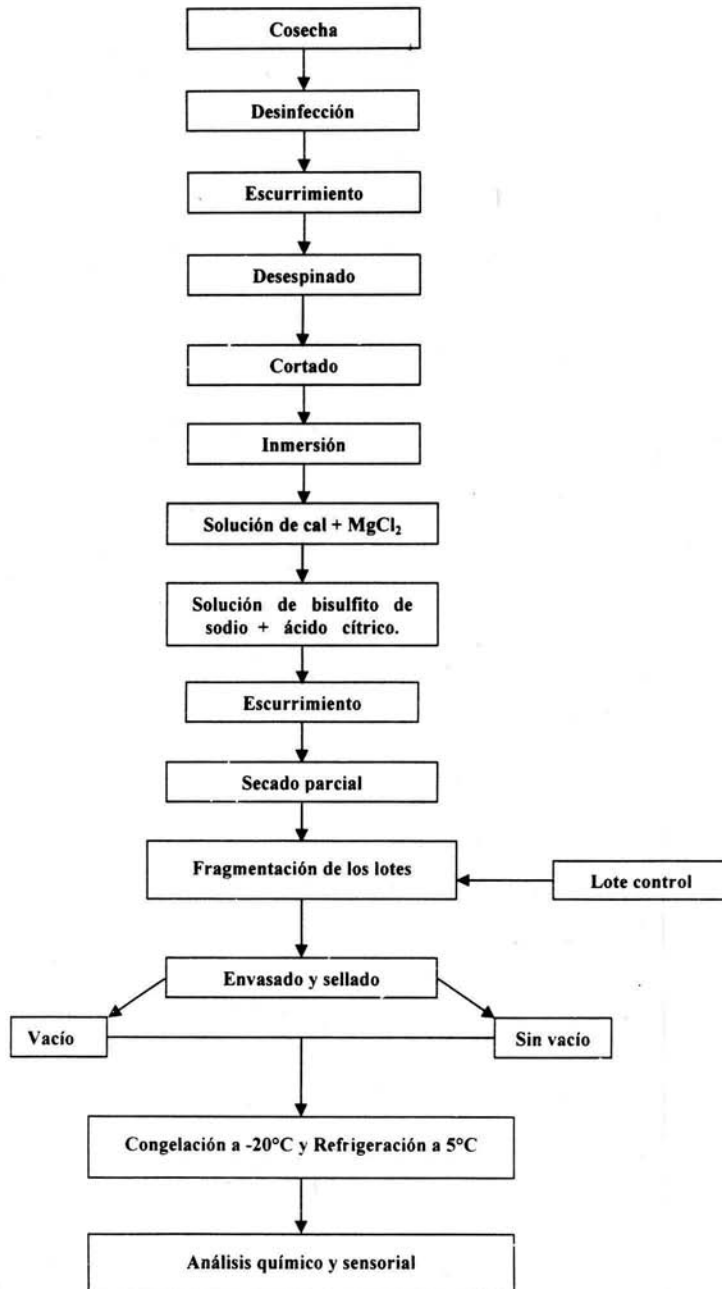 Cosecha
Desinfección
Escurrimiento
Desespinado
Cortado
Inmersión
Solución de cal + MgCl₂
Solución de bisulfito de
sodio + ácido cítrico.
Escurrimiento
Secado parcial
Fragmentación de los lotes
Lote control
Envasado y sellado
Vacío
Sin vacío
Congelación a -20°C y Refrigeración a 5°C
Análisis químico y sensorial